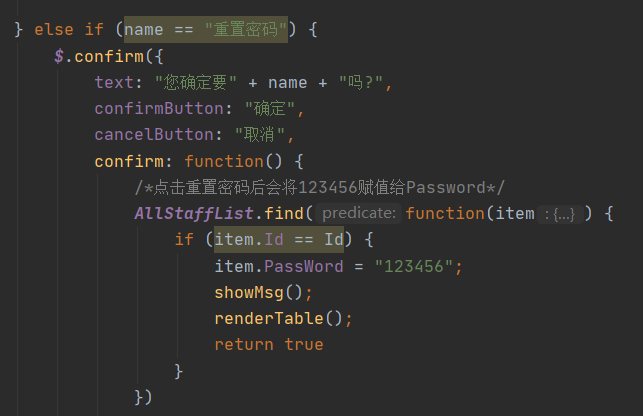 } else if (name == "重置密码") {
$.confirm({
text: "您确定要" + name + "吗?",
confirmButton: "确定",
cancelButton: "取消",
confirm: function() {
/*点击重置密码后会将123456赋值给Password*/
AllStaffList.find( predicate: function(item : {...} ) {
if (item.Id == Id) {
item.PassWord = "123456";
showMsg();
renderTable();
return true
}
})